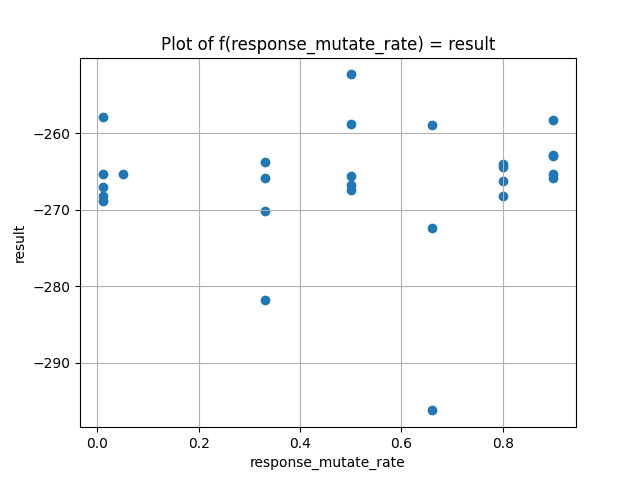 Plot of f(response_mutate_rate) = result
−260
−270
−280
−290
result
0.0 0.2 0.4 0.6 0.8
response_mutate_rate